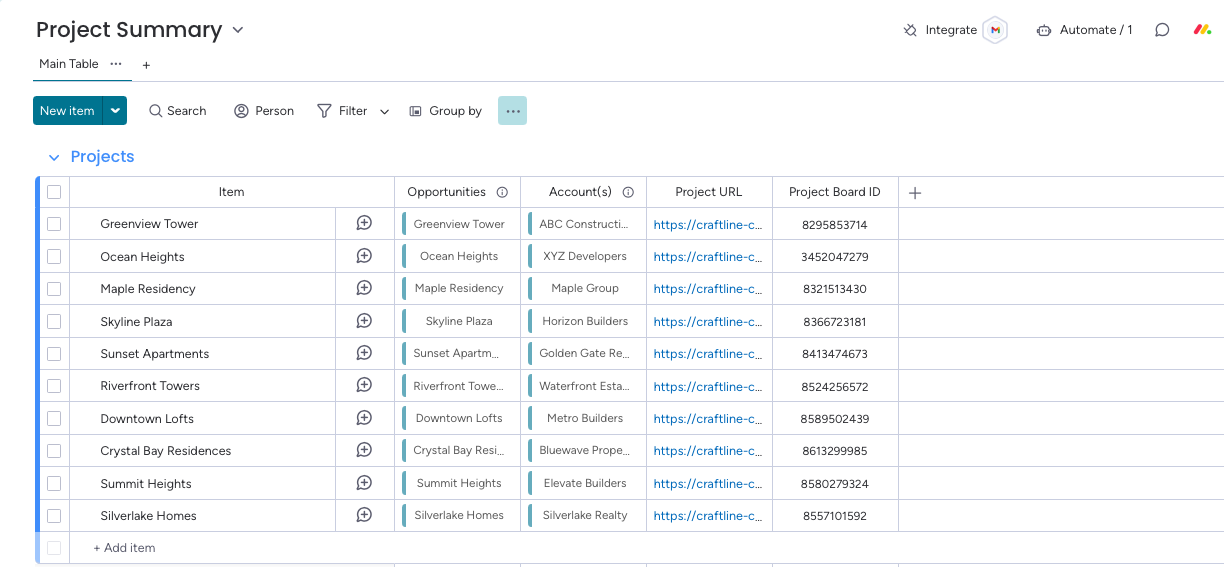 Project Summary
Integrate
Automate / 1
Main Table ... +
New item
Search
Person
Filter
Group by
...
Projects
Item Opportunities Account(s) Project URL Project Board ID +
Greenview Tower Greenview Tower ABC Constructi... https://craftline-c... 8295853714
Ocean Heights Ocean Heights XYZ Developers https://craftline-c... 3452047279
Maple Residency Maple Residency Maple Group https://craftline-c... 8321513430
Skyline Plaza Skyline Plaza Horizon Builders https://craftline-c... 8366723181
Sunset Apartments Sunset Apartm... Golden Gate Re... https://craftline-c... 8413474673
Riverfront Towers Riverfront Towe... Waterfront Esta... https://craftline-c... 8524256572
Downtown Lofts Downtown Lofts Metro Builders https://craftline-c... 8589502439
Crystal Bay Residences Crystal Bay Resi... Bluewave Prope... https://craftline-c... 8613299985
Summit Heights Summit Heights Elevate Builders https://craftline-c... 8580279324
Silverlake Homes Silverlake Homes Silverlake Realty https://craftline-c... 8557101592
+ Add item